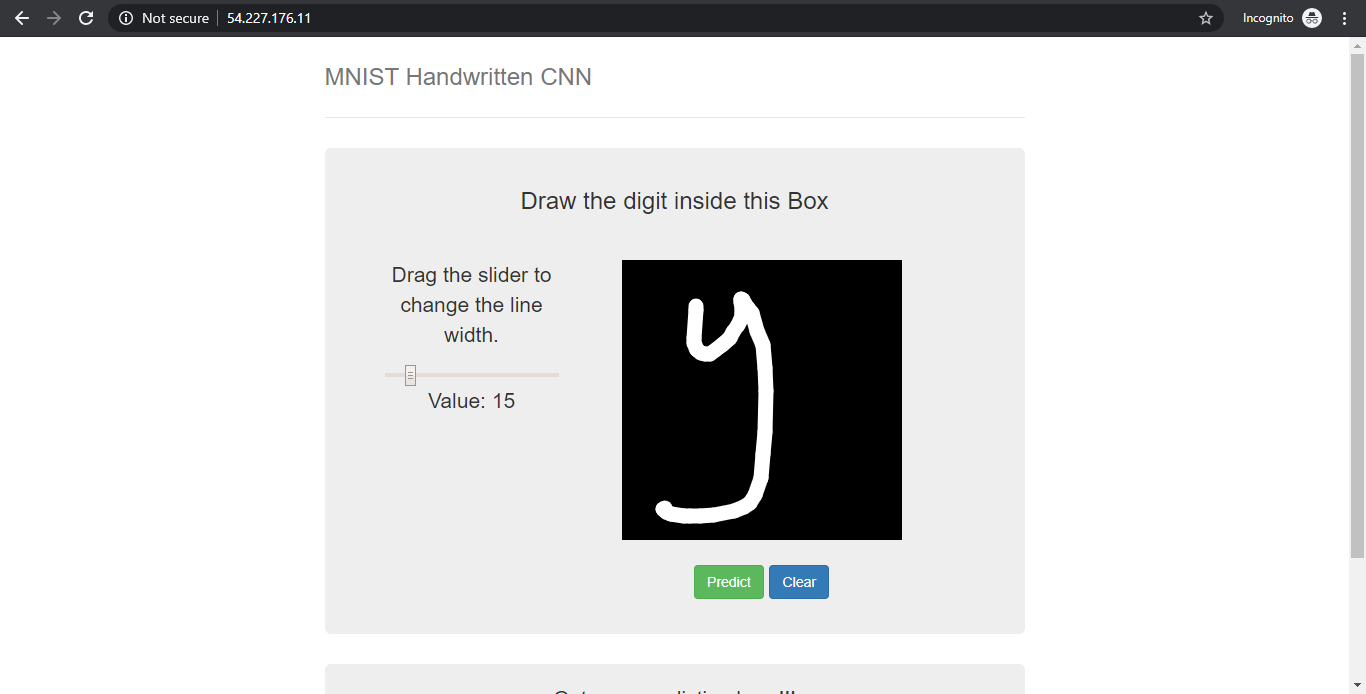 Not secure
54.227.176.11
Incognito
MNIST Handwritten CNN
Draw the digit inside this Box
Drag the slider to
change the line
width.
Value: 15
Predict
Clear